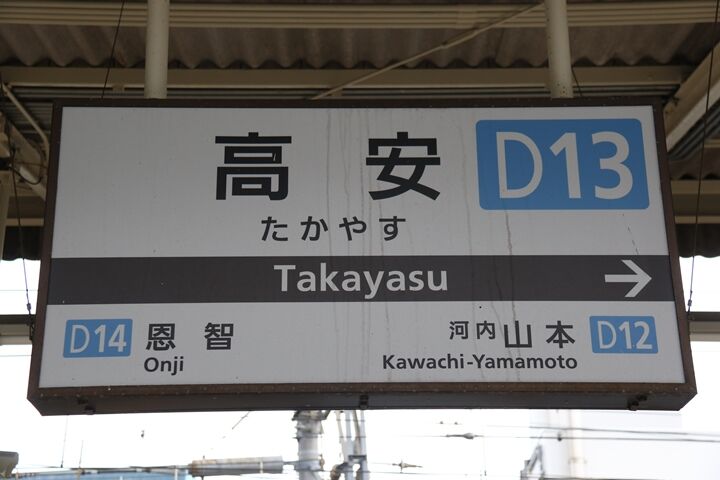 高安 D13
たかやす
Takayasu →
D14 恩智 河内山本 D12
Onji Kawachi-Yamamoto